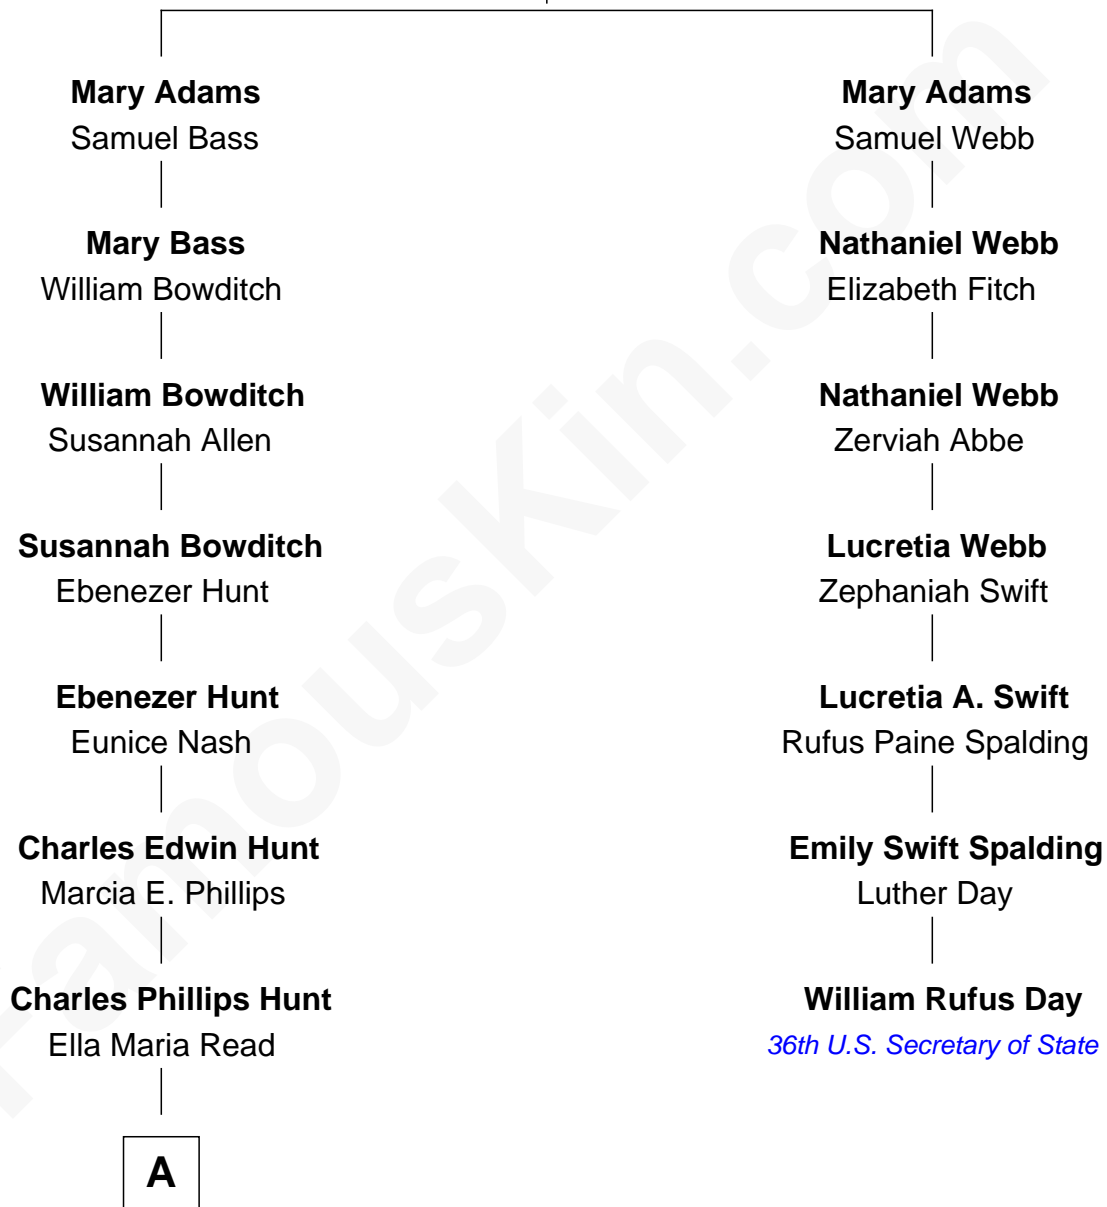 Mary Adams
Samuel Bass
Mary Bass
William Bowditch
William Bowditch
Susannah Allen
Susannah Bowditch
Ebenezer Hunt
Ebenezer Hunt
Eunice Nash
Charles Edwin Hunt
Marcia E. Phillips
Charles Phillips Hunt
Ella Maria Read
A
Mary Adams
Samuel Webb
Nathaniel Webb
Elizabeth Fitch
Nathaniel Webb
Zerviah Abbe
Lucretia Webb
Zephaniah Swift
Lucretia A. Swift
Rufus Paine Spalding
Emily Swift Spalding
Luther Day
William Rufus Day
36th U.S. Secretary of State
FamousKin.com